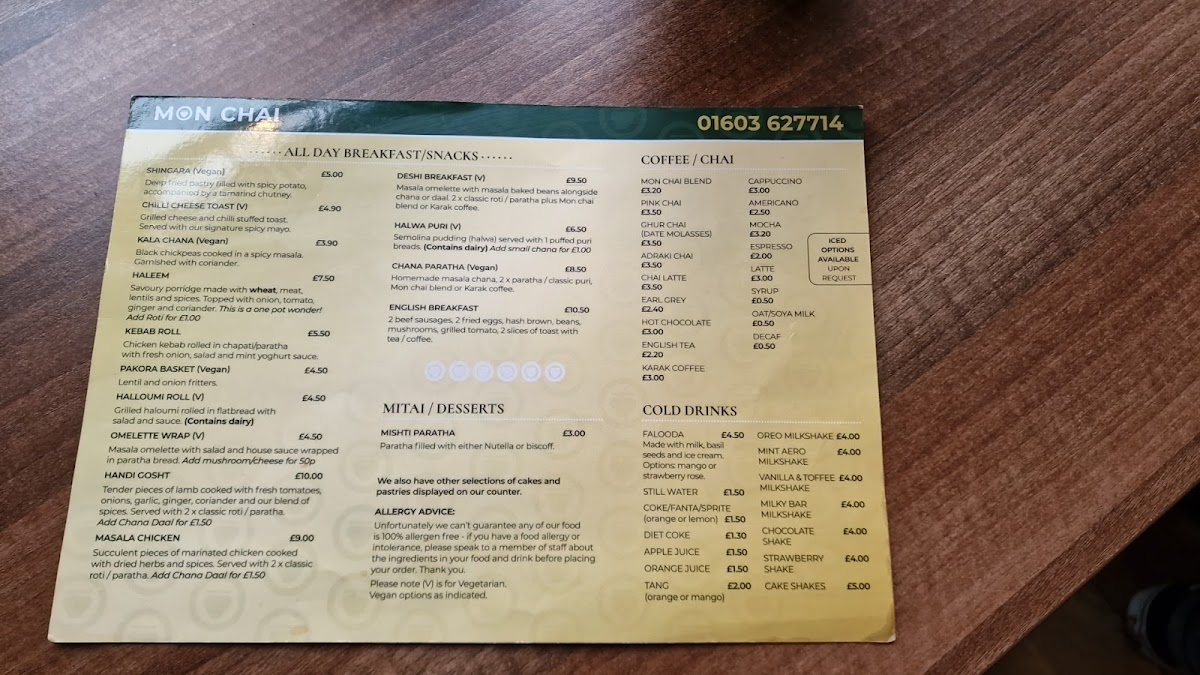 MON CHAI
01603 627714
ALL DAY BREAKFAST/SNACKS
SHINGARA (Vegan) £5.00
Deep fried pastry filled with spicy potato,
accompanied by a tamarind chutney.
CHILLI CHEESE TOAST (V) £4.90
Grilled cheese and chilli stuffed toast.
Served with our signature spicy mayo.
KALA CHANA (Vegan) £3.90
Black chickpeas cooked in a spicy masala.
Garnished with coriander.
HALEEM £7.50
Savoury porridge made with wheat, meat,
lentils and spices. Topped with onion, tomato,
ginger and coriander. This is a one pot wonder!
Add Roti for £1.00
KEBAB ROLL £5.50
Chicken kebab rolled in chapati/paratha
with fresh onion, salad and mint yoghurt sauce.
PAKORA BASKET (Vegan) £4.50
Lentil and onion fritters.
HALLOUMI ROLL (V) £4.50
Grilled haloumi rolled in flatbread with
salad and sauce. (Contains dairy)
OMELETTE WRAP (V) £4.50
Masala omelette with salad and house sauce wrapped
in paratha bread. Add mushroom/cheese for 50p
HANDI GOSHT £10.00
Tender pieces of lamb cooked with fresh tomatoes,
onions, garlic, ginger, coriander and our blend of
spices. Served with 2 x classic roti / paratha.
Add Chana Daal for £1.50
MASALA CHICKEN £9.00
Succulent pieces of marinated chicken cooked
with dried herbs and spices. Served with 2 x classic
roti / paratha. Add Chana Daal for £1.50
DESHI BREAKFAST (V) £9.50
Masala omelette with masala baked beans alongside
chana or daal. 2 x classic roti / paratha plus Mon chai
blend or Karak coffee.
HALWA PURI (V) £6.50
Semolina pudding (halwa) served with 1 puffed puri
breads. (Contains dairy) Add small chana for £1.00
CHANA PARATHA (Vegan) £8.50
Homemade masala chana, 2 x paratha / classic puri,
Mon chai blend or Karak coffee.
ENGLISH BREAKFAST £10.50
2 beef sausages, 2 fried eggs, hash brown, beans,
mushrooms, grilled tomato, 2 slices of toast with
tea / coffee.
MITAI / DESSERTS
MISHTI PARATHA £3.00
Paratha filled with either Nutella or biscoff.
We also have other selections of cakes and
pastries displayed on our counter.
ALLERGY ADVICE:
Unfortunately we can't guarantee any of our food
is 100% allergen free - if you have a food allergy or
intolerance, please speak to a member of staff about
the ingredients in your food and drink before placing
your order. Thank you.
Please note (V) is for Vegetarian.
Vegan options as indicated.
COFFEE / CHAI
MON CHAI BLEND
£3.20
PINK CHAI
£3.50
GHUR CHAI
(DATE MOLASSES)
£3.50
ADRAKI CHAI
£3.50
CHAI LATTE
£3.50
EARL GREY
£2.40
HOT CHOCOLATE
£3.00
ENGLISH TEA
£2.20
KARAK COFFEE
£3.00
CAPPUCCINO
£3.00
AMERICANO
£2.50
MOCHA
£3.20
ESPRESSO
£2.00
LATTE
£3.00
SYRUP
£0.50
OAT/SOYA MILK
£0.50
DECAF
£0.50
ICED
OPTIONS
AVAILABLE
UPON
REQUEST
COLD DRINKS
FALOODA £4.50
Made with milk, basil
seeds and ice cream.
Options: mango or
strawberry rose.
STILL WATER £1.50
COKE/FANTA/SPRITE
(orange or lemon) £1.50
DIET COKE £1.30
APPLE JUICE £1.50
ORANGE JUICE £1.50
TANG £2.00
(orange or mango)
OREO MILKSHAKE £4.00
MINT AERO £4.00
MILKSHAKE
VANILLA & TOFFEE £4.00
MILKSHAKE
MILKY BAR £4.00
MILKSHAKE
CHOCOLATE £4.00
SHAKE
STRAWBERRY £4.00
SHAKE
CAKE SHAKES £5.00